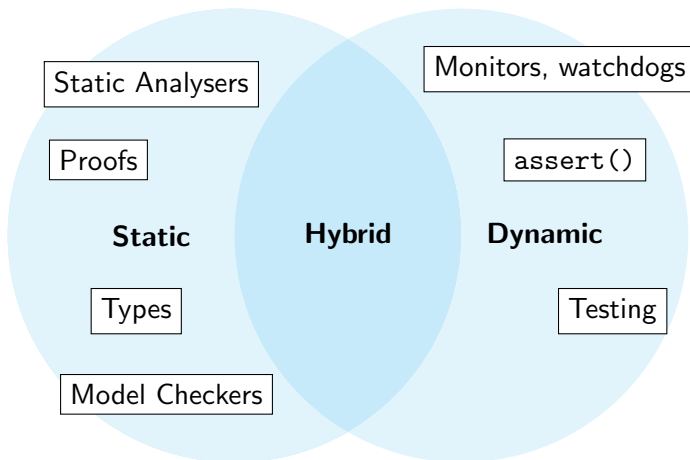 Static Analysers
Monitors, watchdogs
Proofs
assert()
Static
Hybrid
Dynamic
Types
Testing
Model Checkers